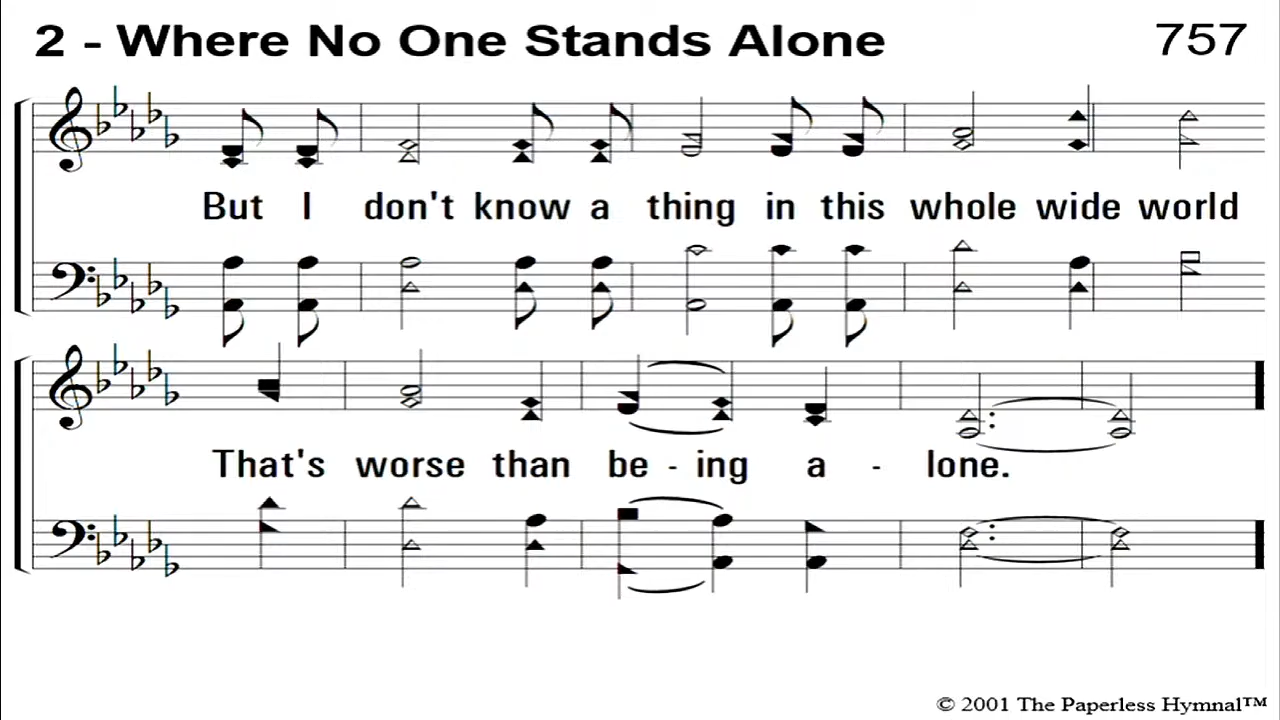 2 - Where No One Stands Alone 757
But I don't know a thing in this whole wide world
That's worse than be - ing a - lone.
© 2001 The Paperless Hymnal™